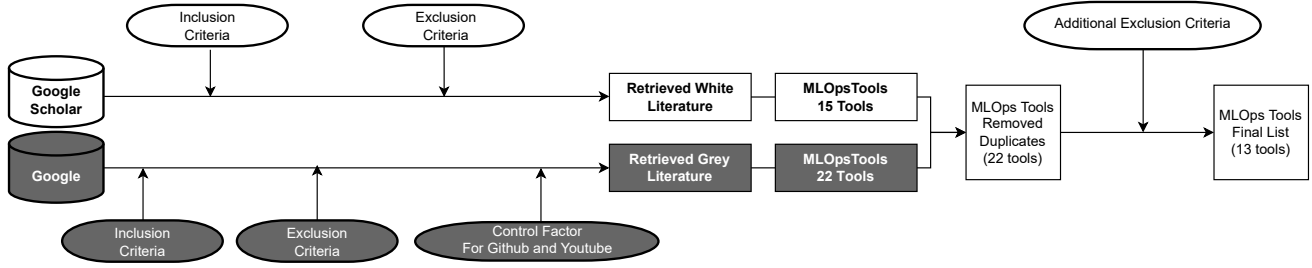 Inclusion
Criteria
Exclusion
Criteria
Additional Exclusion Criteria
Google
Scholar
Retrieved White
Literature
MLOpsTools
15 Tools
MLOps Tools
Removed
Duplicates
(22 tools)
MLOps Tools
Final List
(13 tools)
Google
Retrieved Grey
Literature
MLOpsTools
22 Tools
Inclusion
Criteria
Exclusion
Criteria
Control Factor
For Github and Youtube